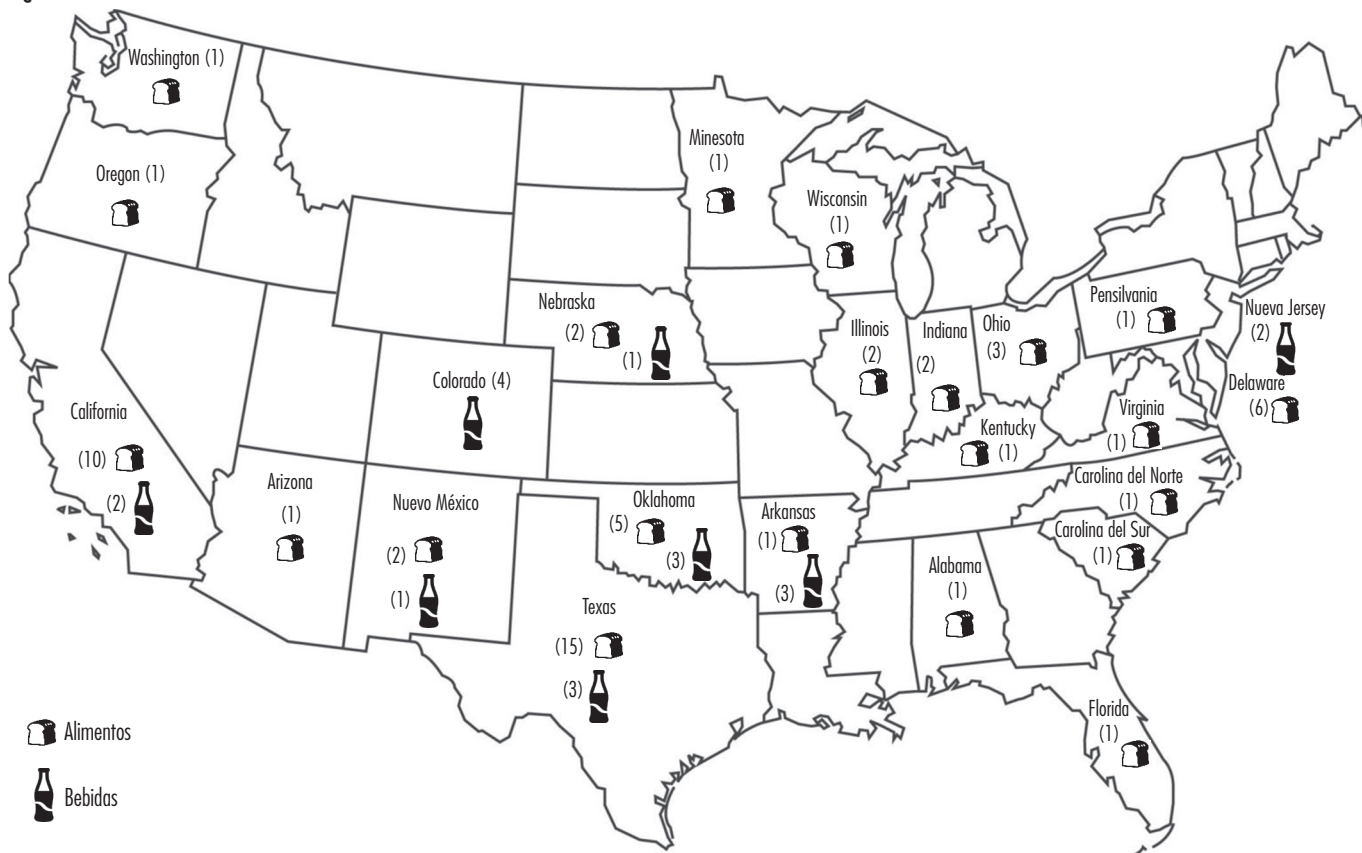 Washington (1)
Oregon (1)
Minesota
(1)
Wisconsin
(1)
Nebraska
(2)
(1)
Illinois
(2)
Indiana
(2)
Ohio
(3)
Pensilvania
(1)
Nueva Jersey
(2)
Delaware
(6)
Colorado (4)
California
(10)
(2)
Arizona
(1)
Nuevo México
(2)
(1)
Oklahoma
(5)
(3)
Arkansas
(1)
(3)
Kentucky
(1)
Virginia
(1)
Carolina del Norte
(1)
Carolina del Sur
(1)
Alabama
(1)
Texas
(15)
(3)
Florida
(1)
Alimentos
Bebidas